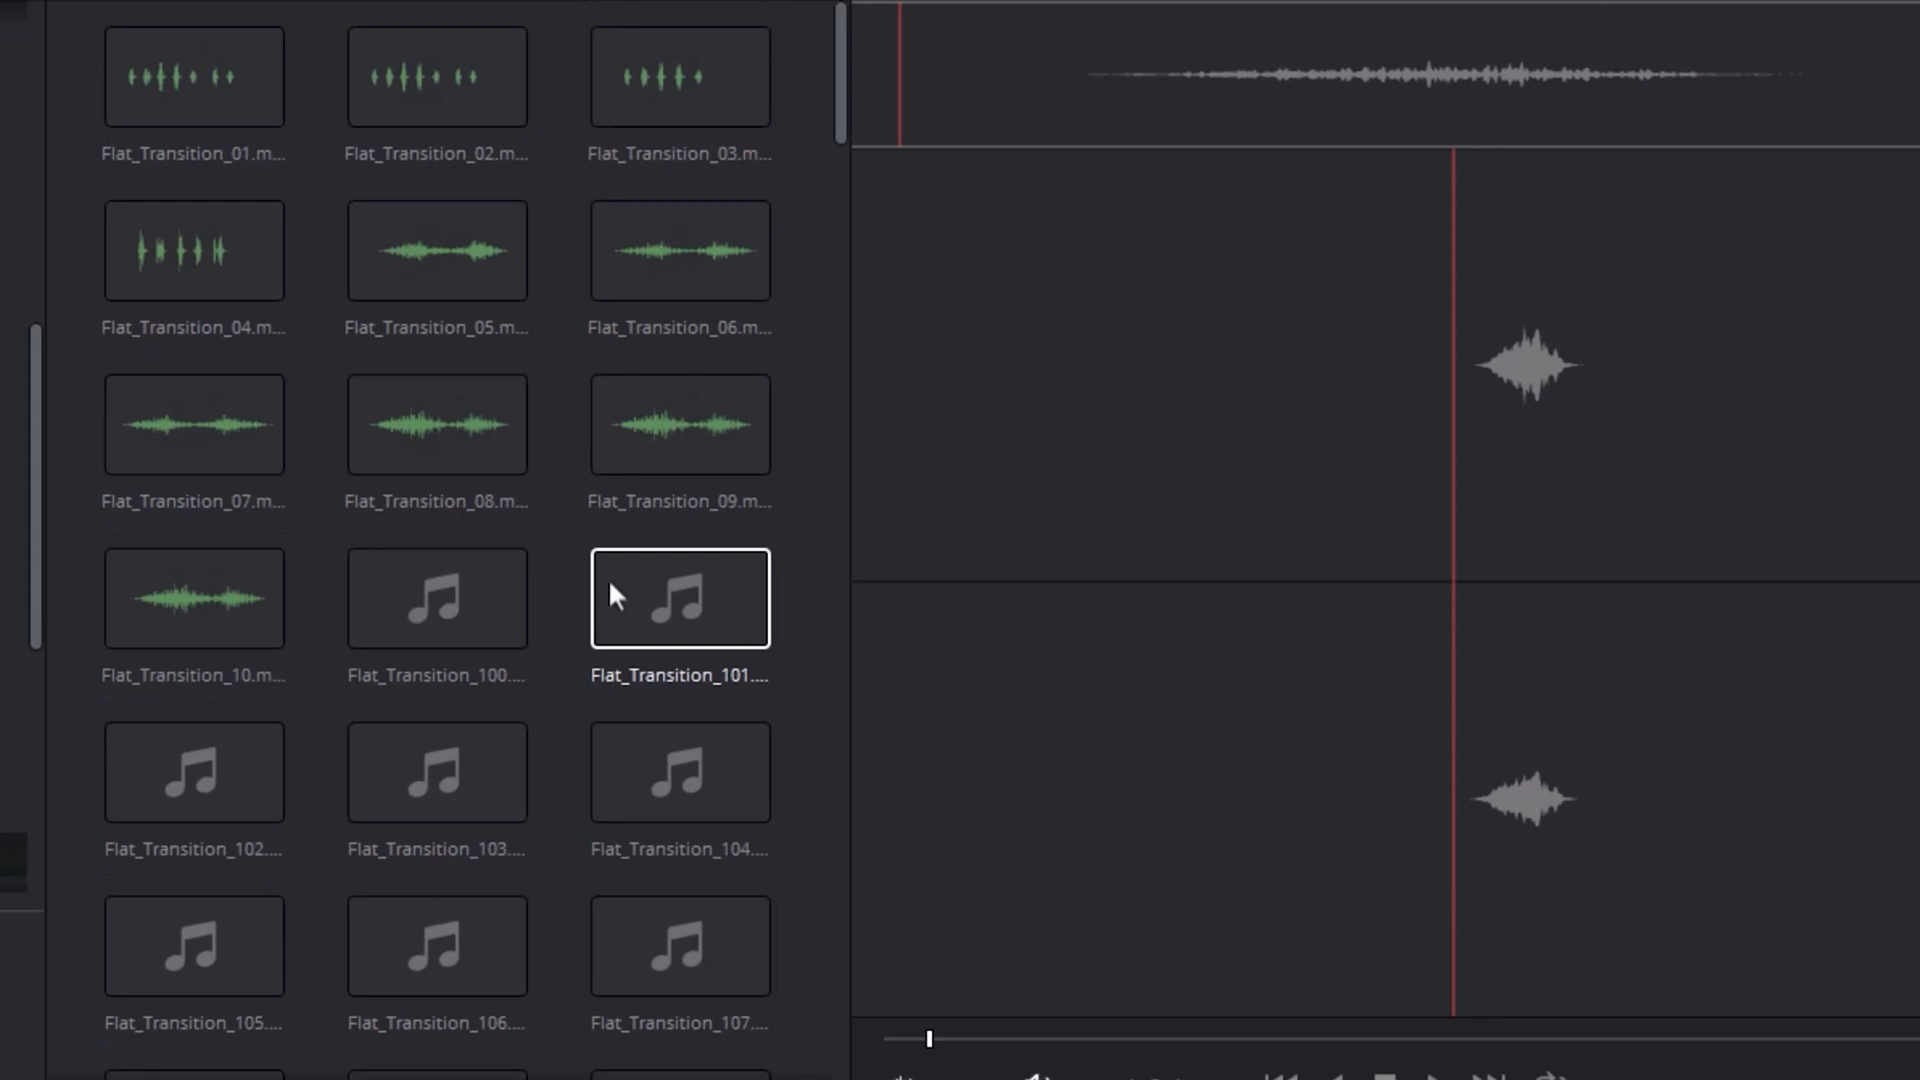 Flat_Transition_01.m... Flat_Transition_02.m... Flat_Transition_03.m...
Flat_Transition_04.m... Flat_Transition_05.m... Flat_Transition_06.m...
Flat_Transition_07.m... Flat_Transition_08.m... Flat_Transition_09.m...
Flat_Transition_10.m... Flat_Transition_100.... Flat_Transition_101....
Flat_Transition_102.... Flat_Transition_103.... Flat_Transition_104....
Flat_Transition_105.... Flat_Transition_106.... Flat_Transition_107....